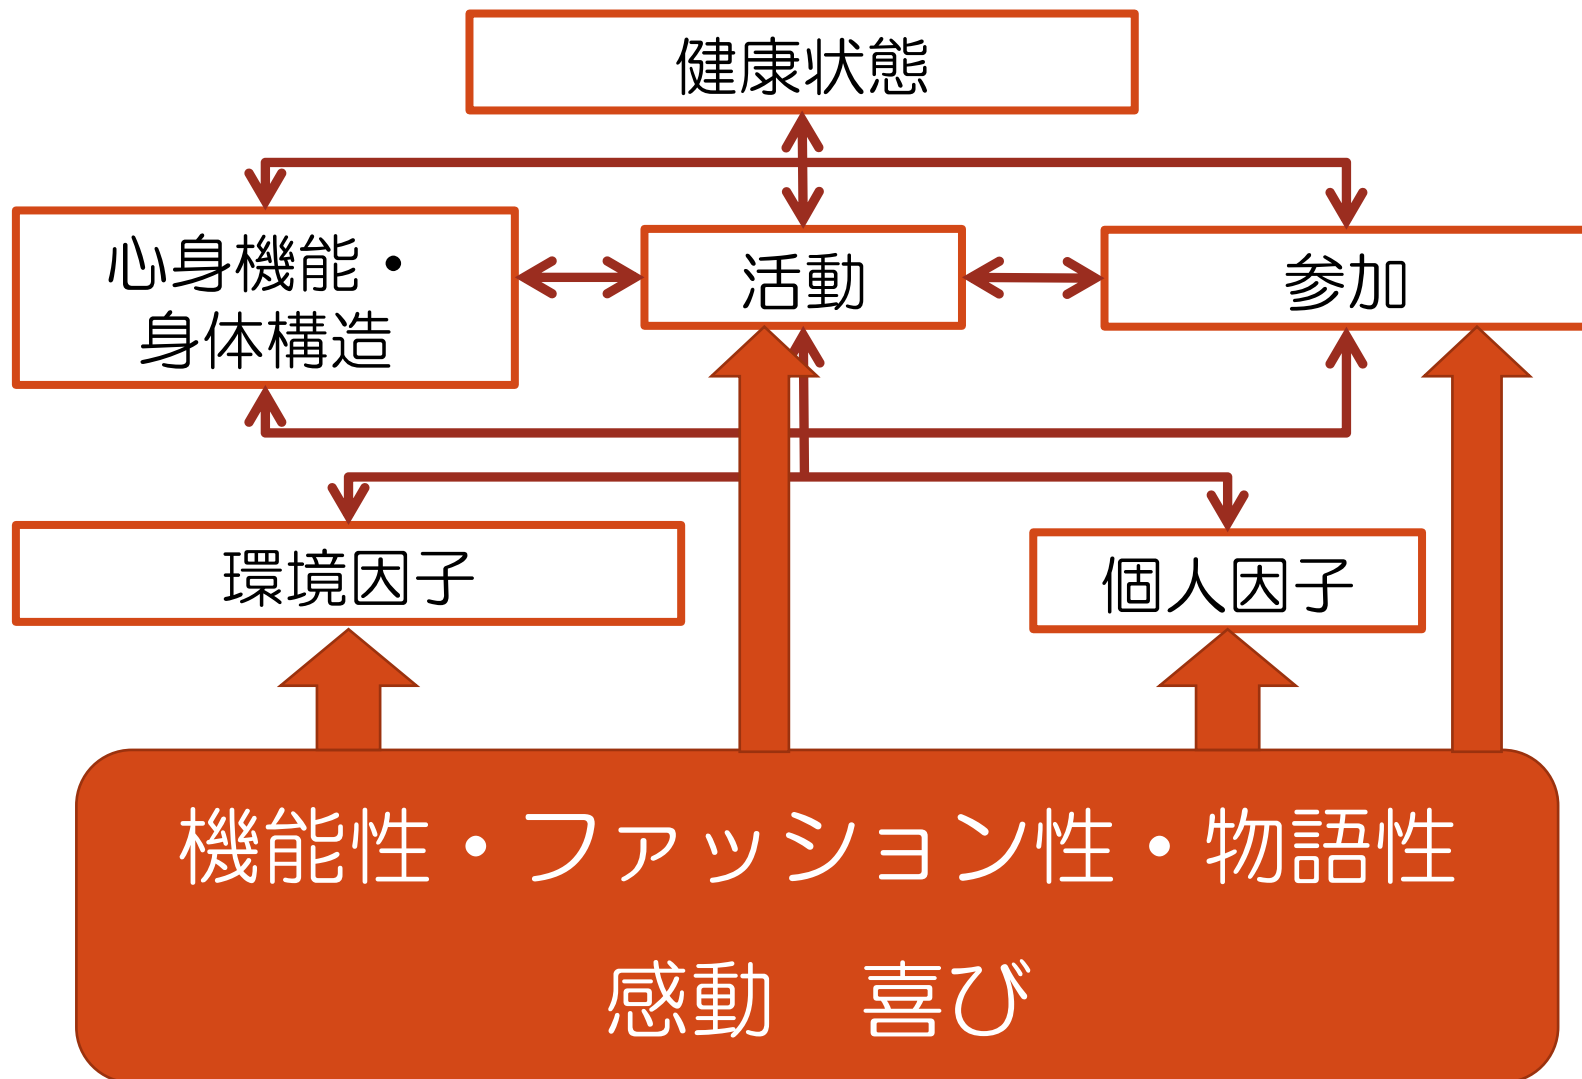 健康状態
心身機能・
身体構造
活動
参加
環境因子
個人因子
機能性・ファッション性・物語性
感動　喜び